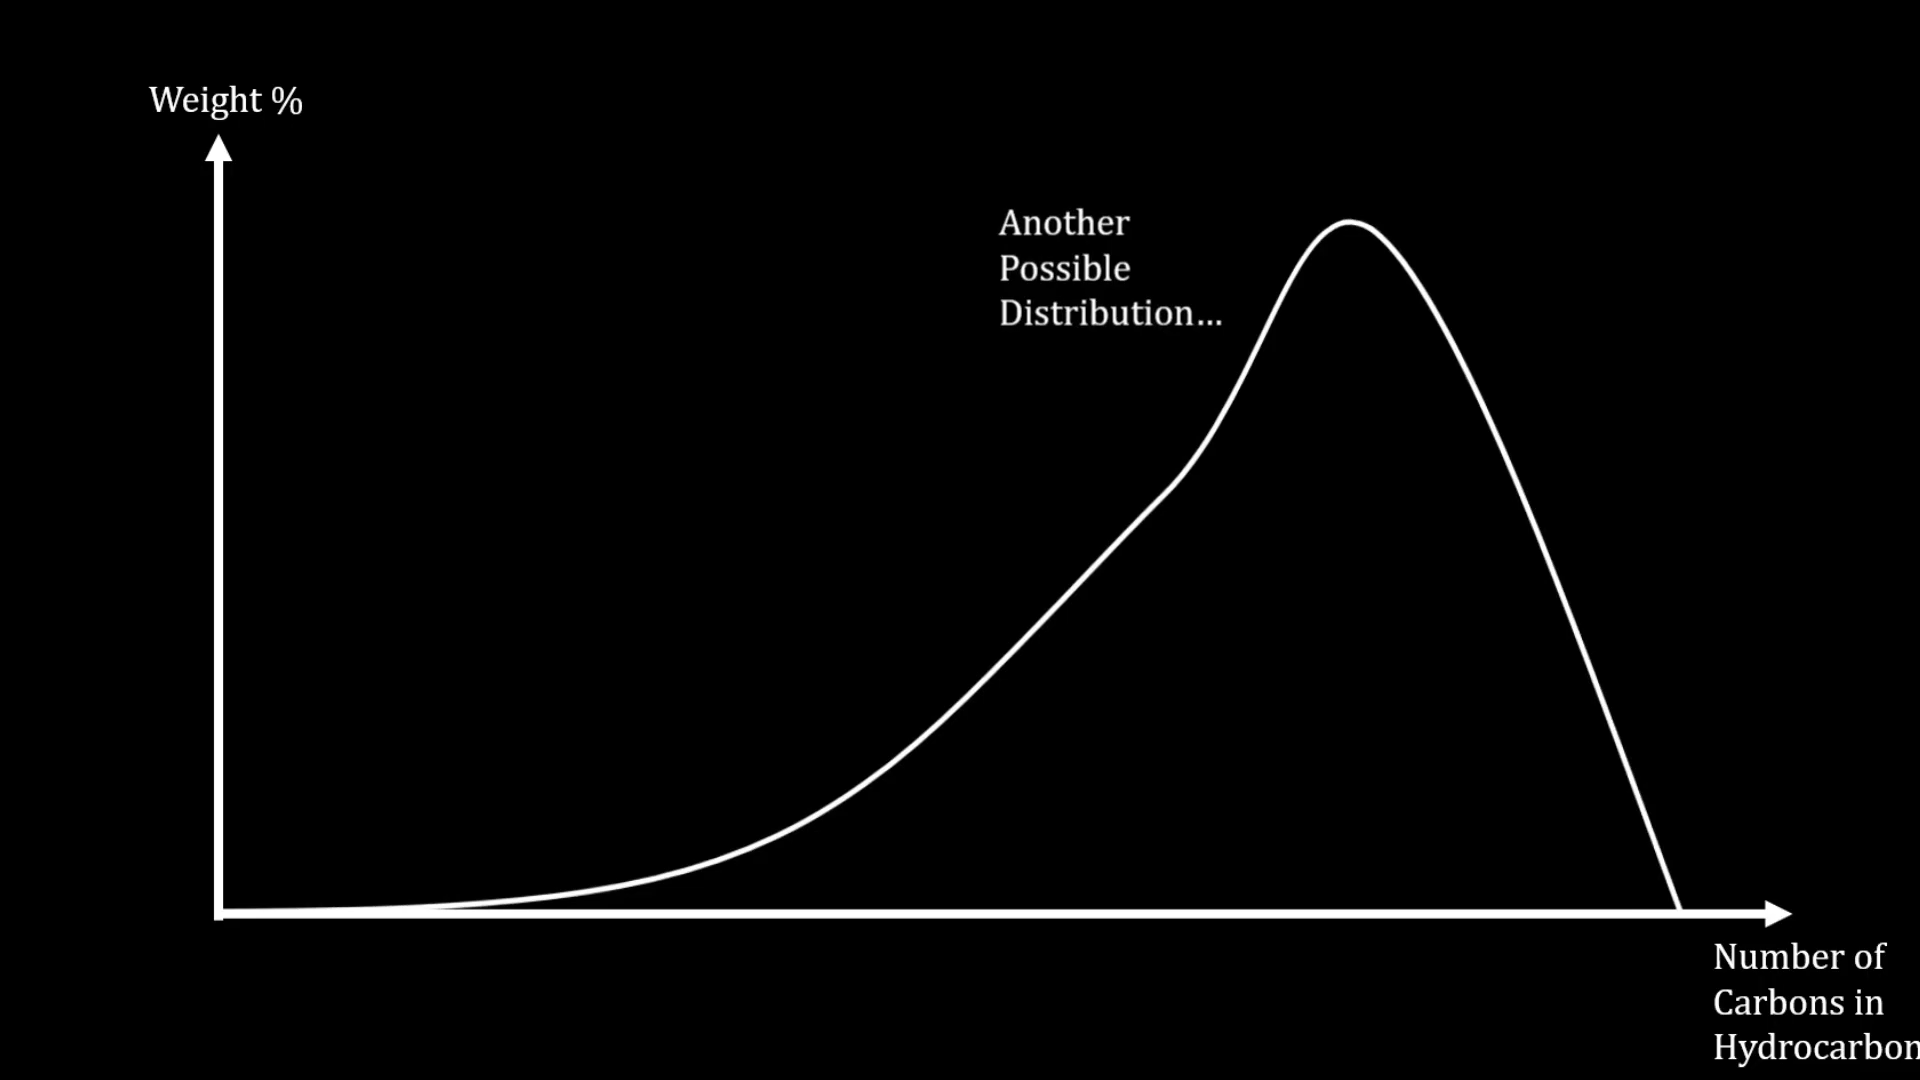 Weight %
Another
Possible
Distribution...
Number of
Carbons in
Hydrocarbon